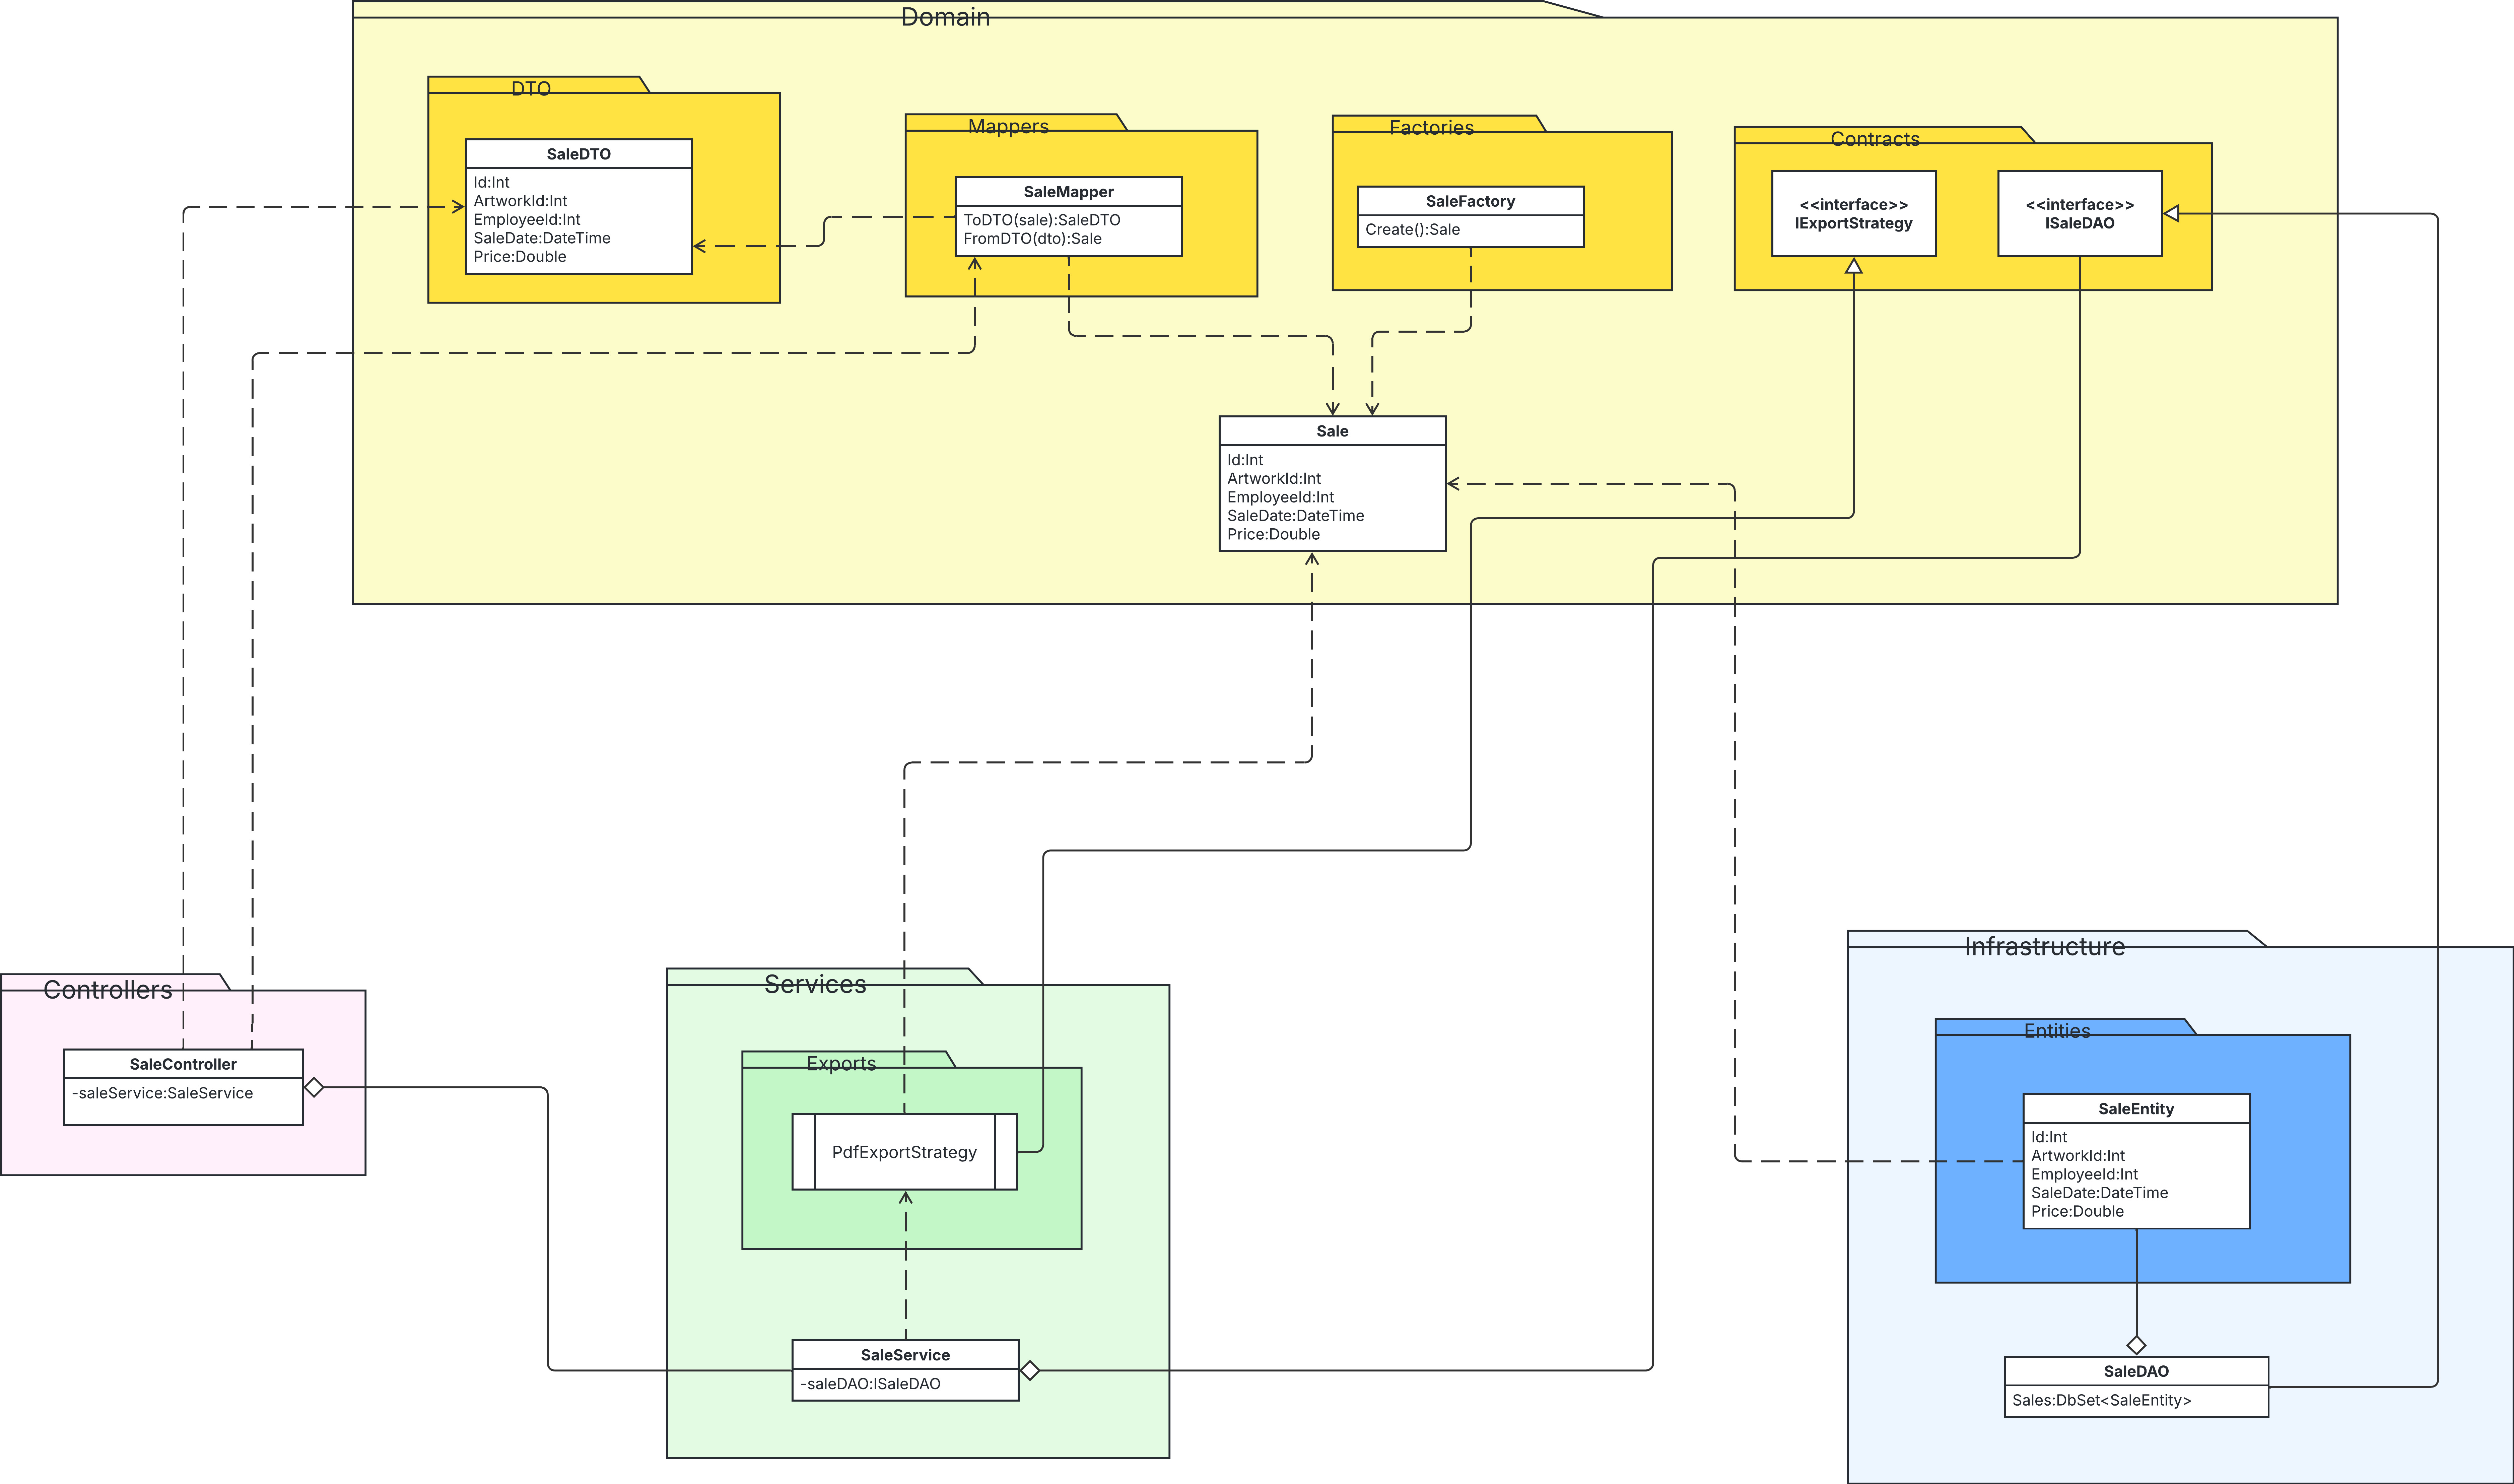 Domain
DTO
SaleDTO
Id:Int
ArtworkId:Int
EmployeeId:Int
SaleDate:DateTime
Price:Double
Mappers
SaleMapper
ToDTO(sale):SaleDTO
FromDTO(dto):Sale
Factories
SaleFactory
Create():Sale
Contracts
<<interface>>
IExportStrategy
<<interface>>
ISaleDAO
Sale
Id:Int
ArtworkId:Int
EmployeeId:Int
SaleDate:DateTime
Price:Double
Controllers
SaleController
-saleService:SaleService
Services
Exports
PdfExportStrategy
SaleService
-saleDAO:ISaleDAO
Infrastructure
Entities
SaleEntity
Id:Int
ArtworkId:Int
EmployeeId:Int
SaleDate:DateTime
Price:Double
SaleDAO
Sales:DbSet<SaleEntity>